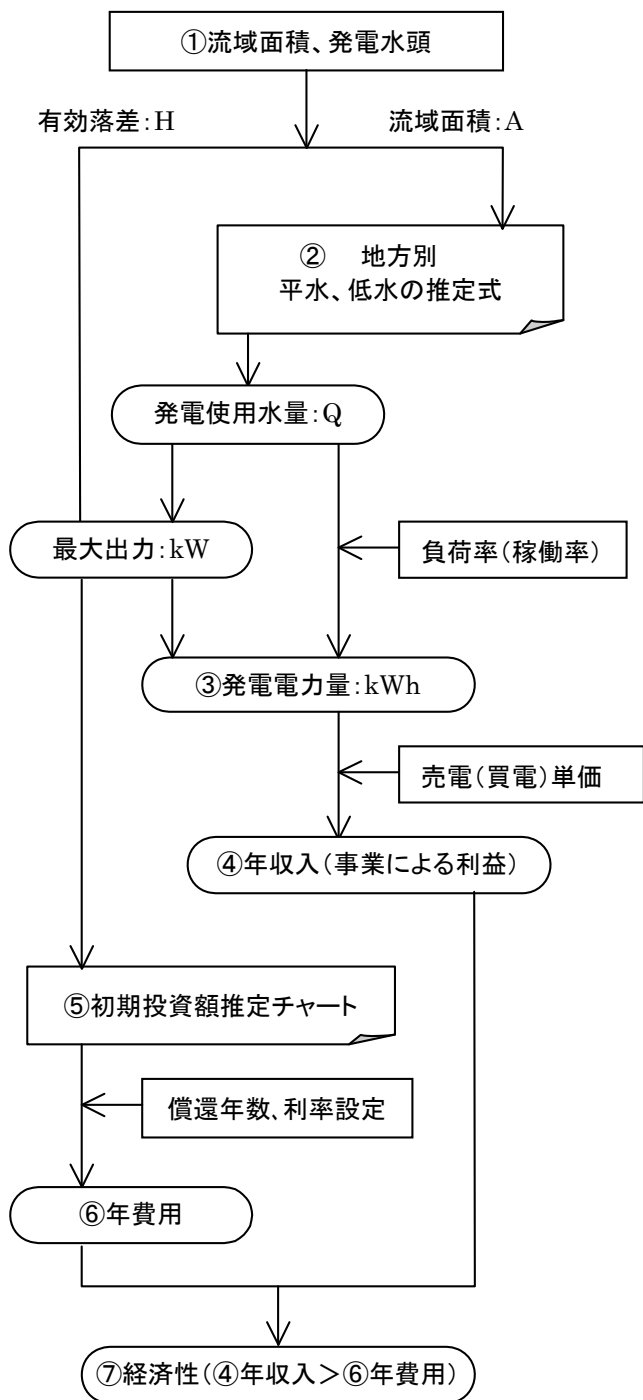 ①流域面積、発電水頭
有効落差:H
流域面積:A
② 地方別
平水、低水の推定式
発電使用水量:Q
最大出力:kW
負荷率(稼働率)
③発電電力量:kWh
売電(買電)単価
④年収入(事業による利益)
⑤初期投資額推定チャート
償還年数、利率設定
⑥年費用
⑦経済性(④年収入>⑥年費用)